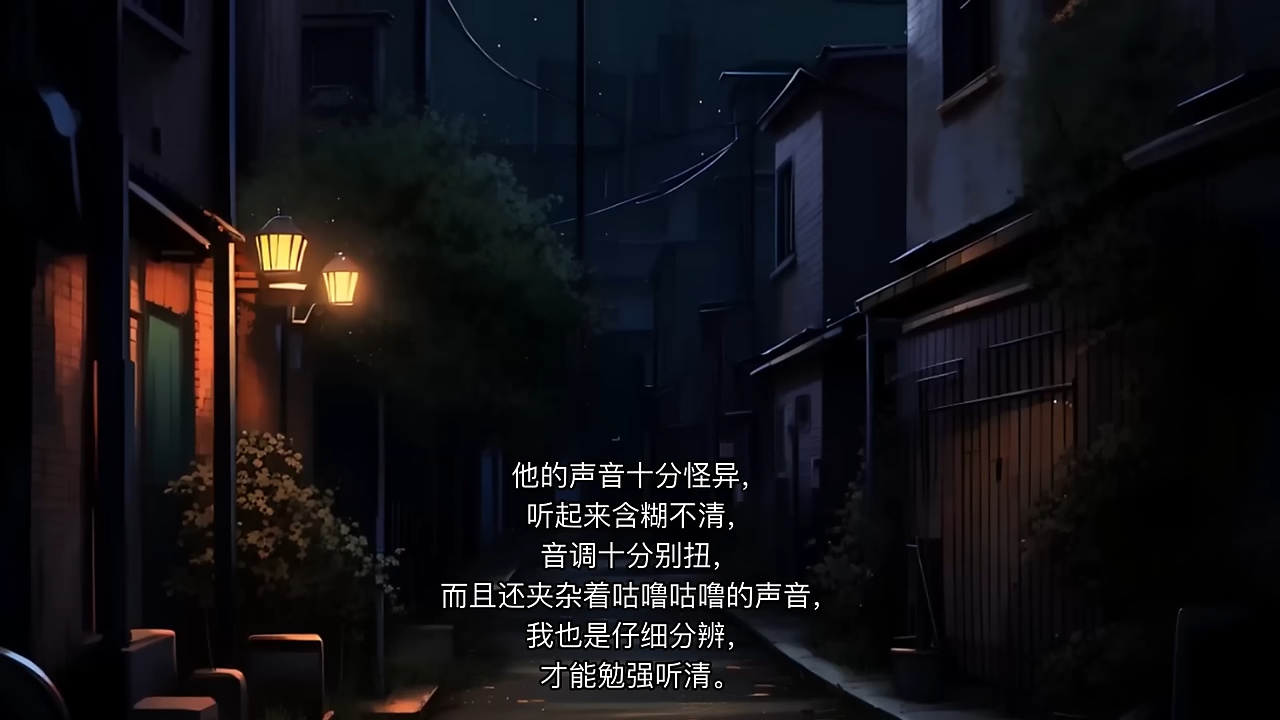 他的声音十分怪异，
听起来含糊不清，
音调十分别扭，
而且还夹杂着咕噜咕噜的声音，
我也是仔细分辨，
才能勉强听清。